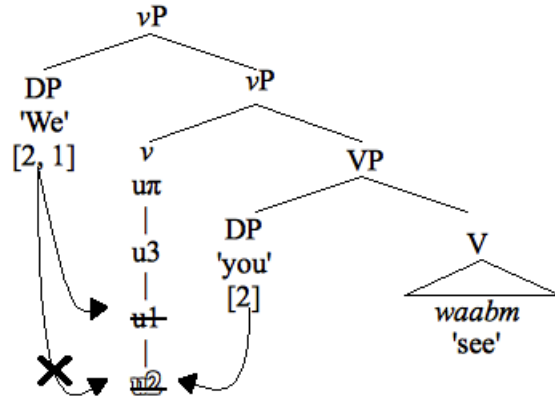 vP
DP
'We'
[2, 1]
vP
v
uπ
u3
u1
u2
VP
DP
'you'
[2]
V
waabm
'see'